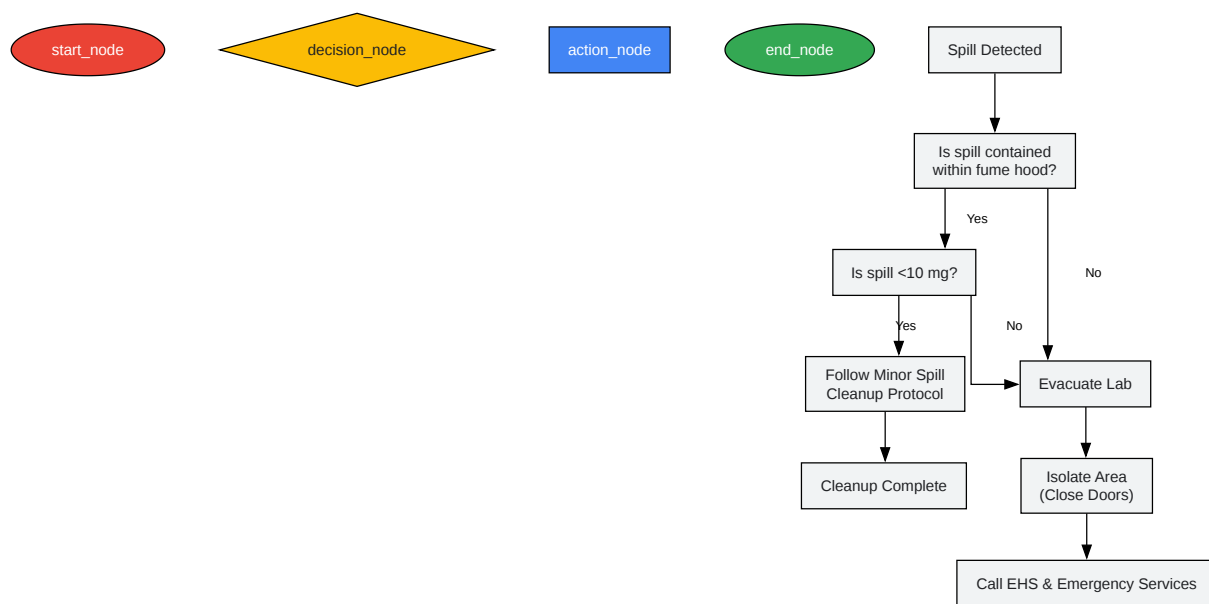 start_node
decision_node
action_node
end_node
Spill Detected
Is spill contained
within fume hood?
Yes
No
Is spill <10 mg?
Yes
No
Follow Minor Spill
Cleanup Protocol
Evacuate Lab
Cleanup Complete
Isolate Area
(Close Doors)
Call EHS & Emergency Services